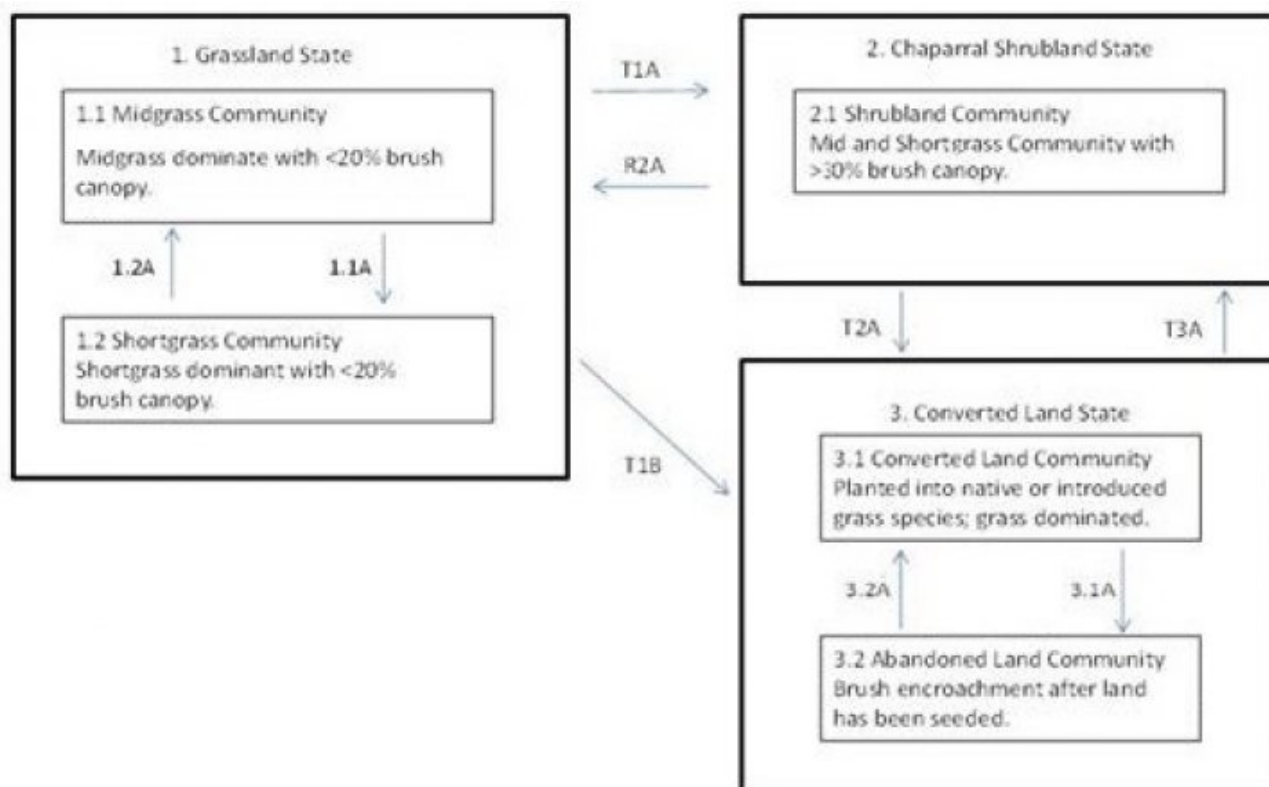 1. Grassland State
1.1 Midgrass Community
Midgrass dominate with <20% brush
canopy.
1.2A
1.1A
1.2 Shortgrass Community
Shortgrass dominant with <20%
brush canopy.
T1A
R2A
T1B
2. Chaparral Shrubland State
2.1 Shrubland Community
Mid and Shortgrass Community with
>30% brush canopy.
T2A
T3A
3. Converted Land State
3.1 Converted Land Community
Planted into native or introduced
grass species; grass dominated.
3.2A
3.1A
3.2 Abandoned Land Community
Brush encroachment after land
has been seeded.